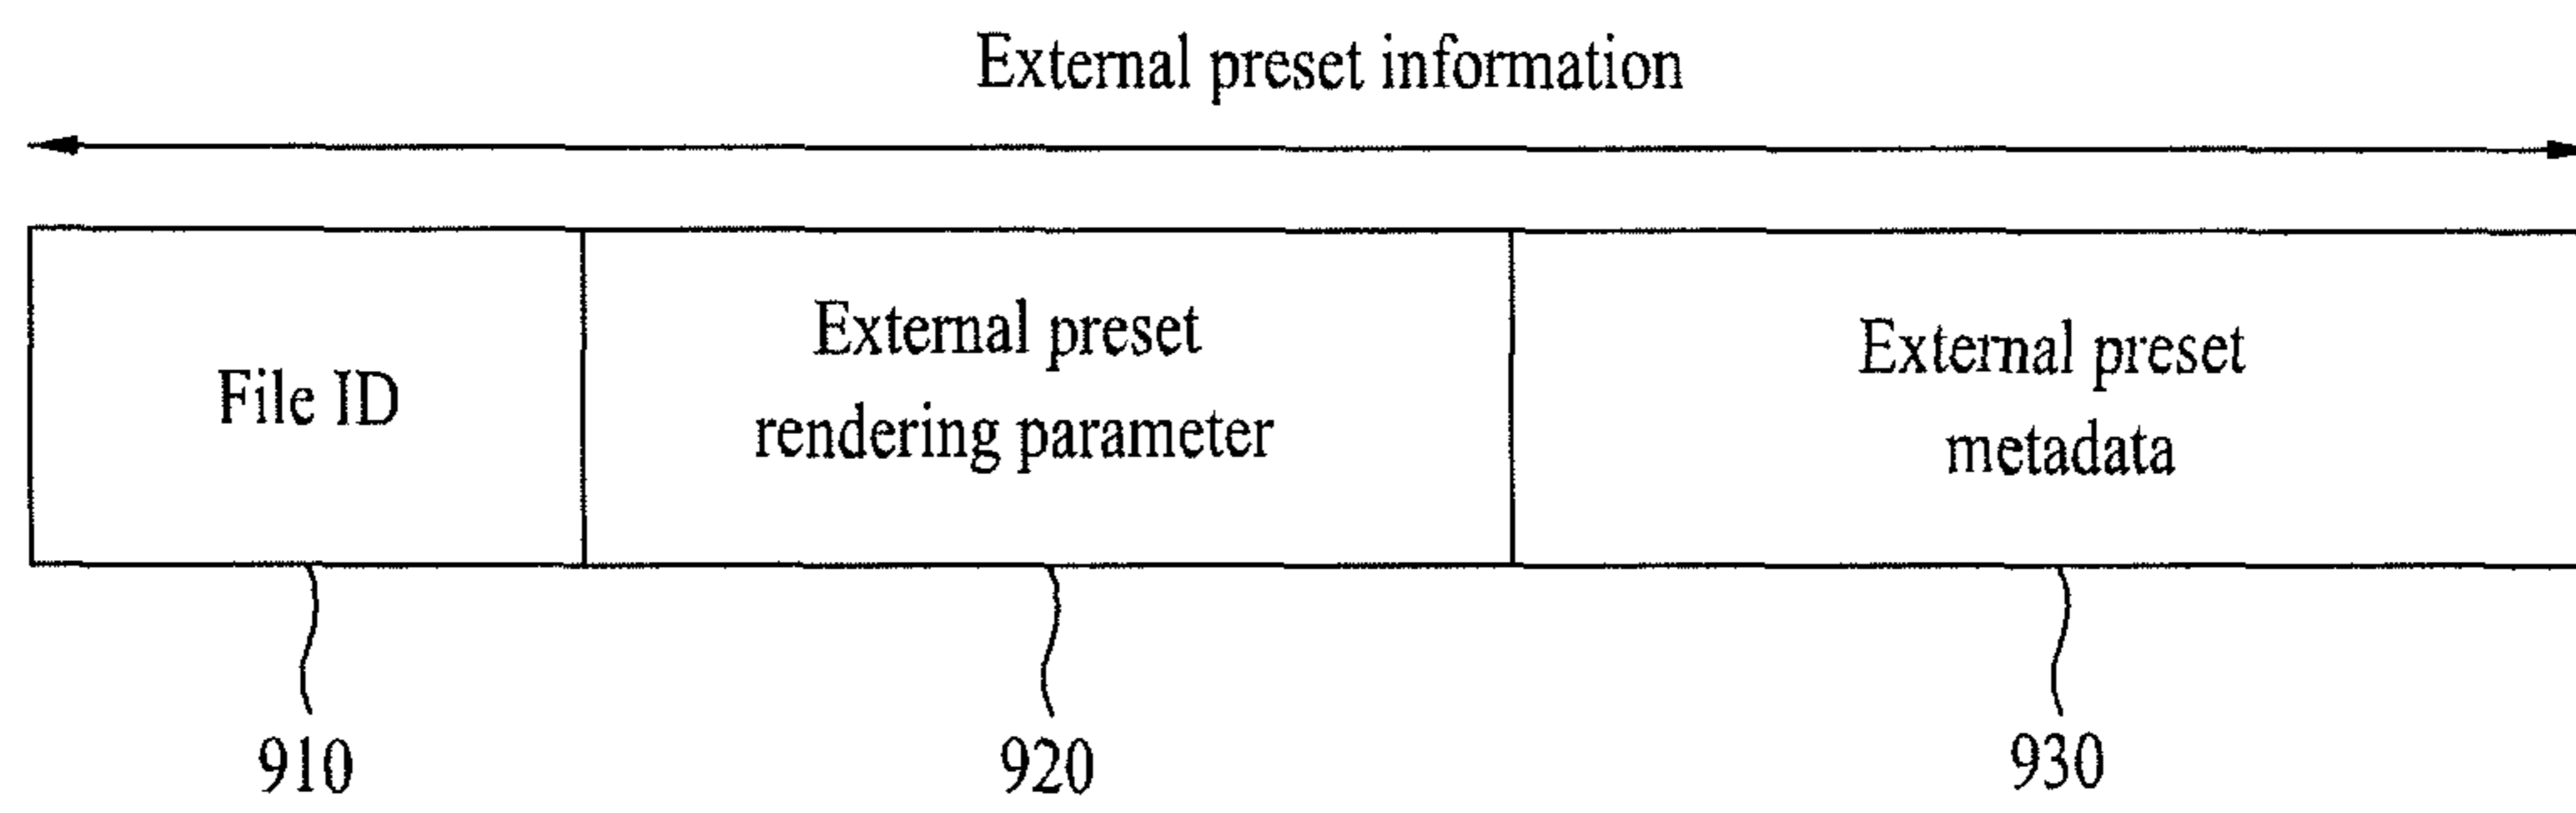 External preset information
File ID
External preset
rendering parameter
External preset
metadata
910
920
930